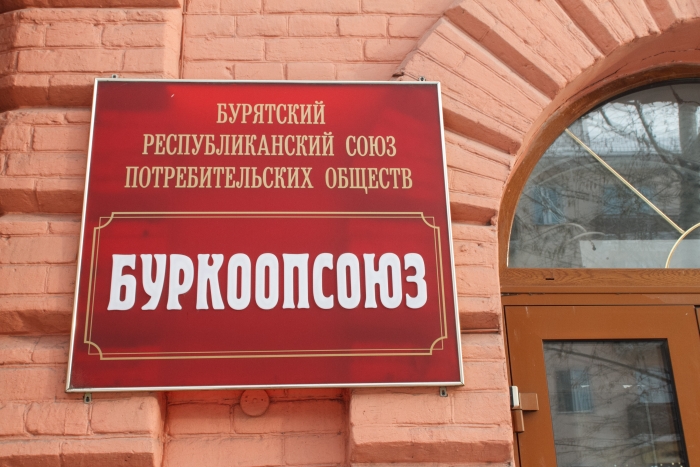 БУРЯТСКИЙ
РЕСПУБЛИКАНСКИЙ СОЮЗ
ПОТРЕБИТЕЛЬСКИХ ОБЩЕСТВ
БУРКООПСОЮЗ